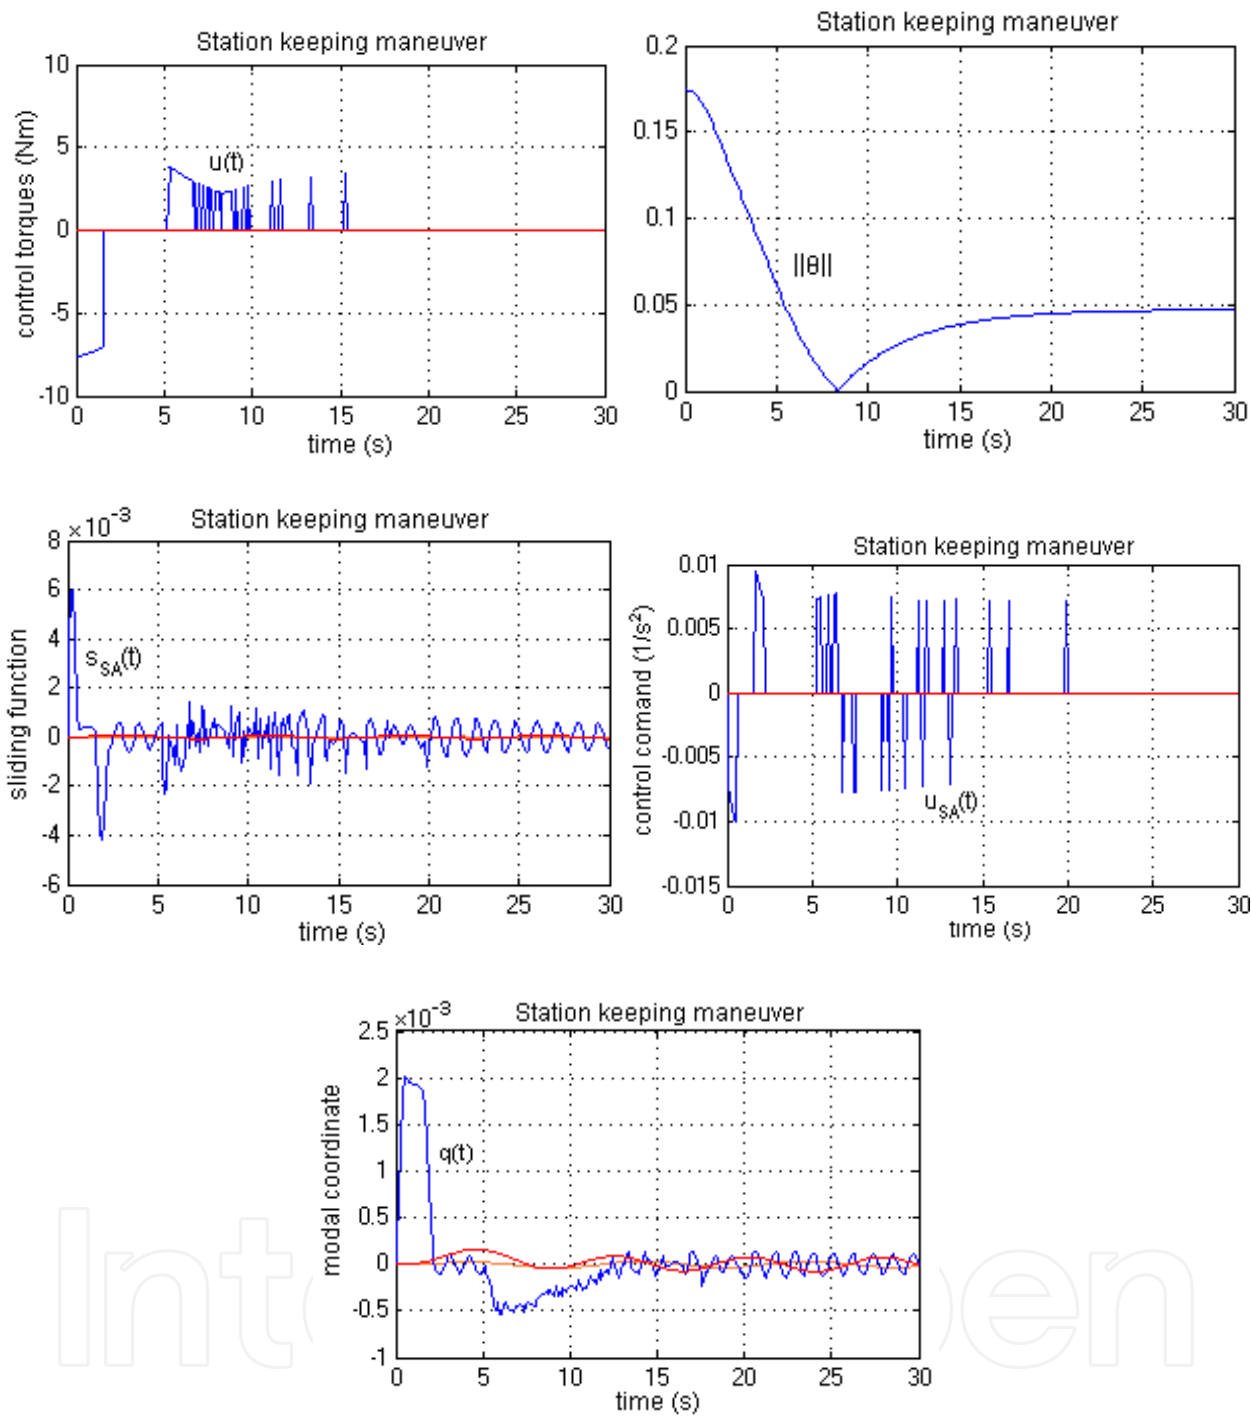 Station keeping maneuver
10
5
0
-5
-10
control torques (Nm)
u(t)
0 5 10 15 20 25 30
time (s)
Station keeping maneuver
0.2
0.15
0.1
0.05
0
||θ||
0 5 10 15 20 25 30
time (s)
×10⁻³ Station keeping maneuver
8
6
4
2
0
-2
-4
-6
sliding function
s_SA(t)
0 5 10 15 20 25 30
time (s)
Station keeping maneuver
0.01
0.005
0
-0.005
-0.01
-0.015
control comand (1/s²)
u_SA(t)
0 5 10 15 20 25 30
time (s)
×10⁻³ Station keeping maneuver
2.5
2
1.5
1
0.5
0
-0.5
-1
modal coordinate
q(t)
0 5 10 15 20 25 30
time (s)